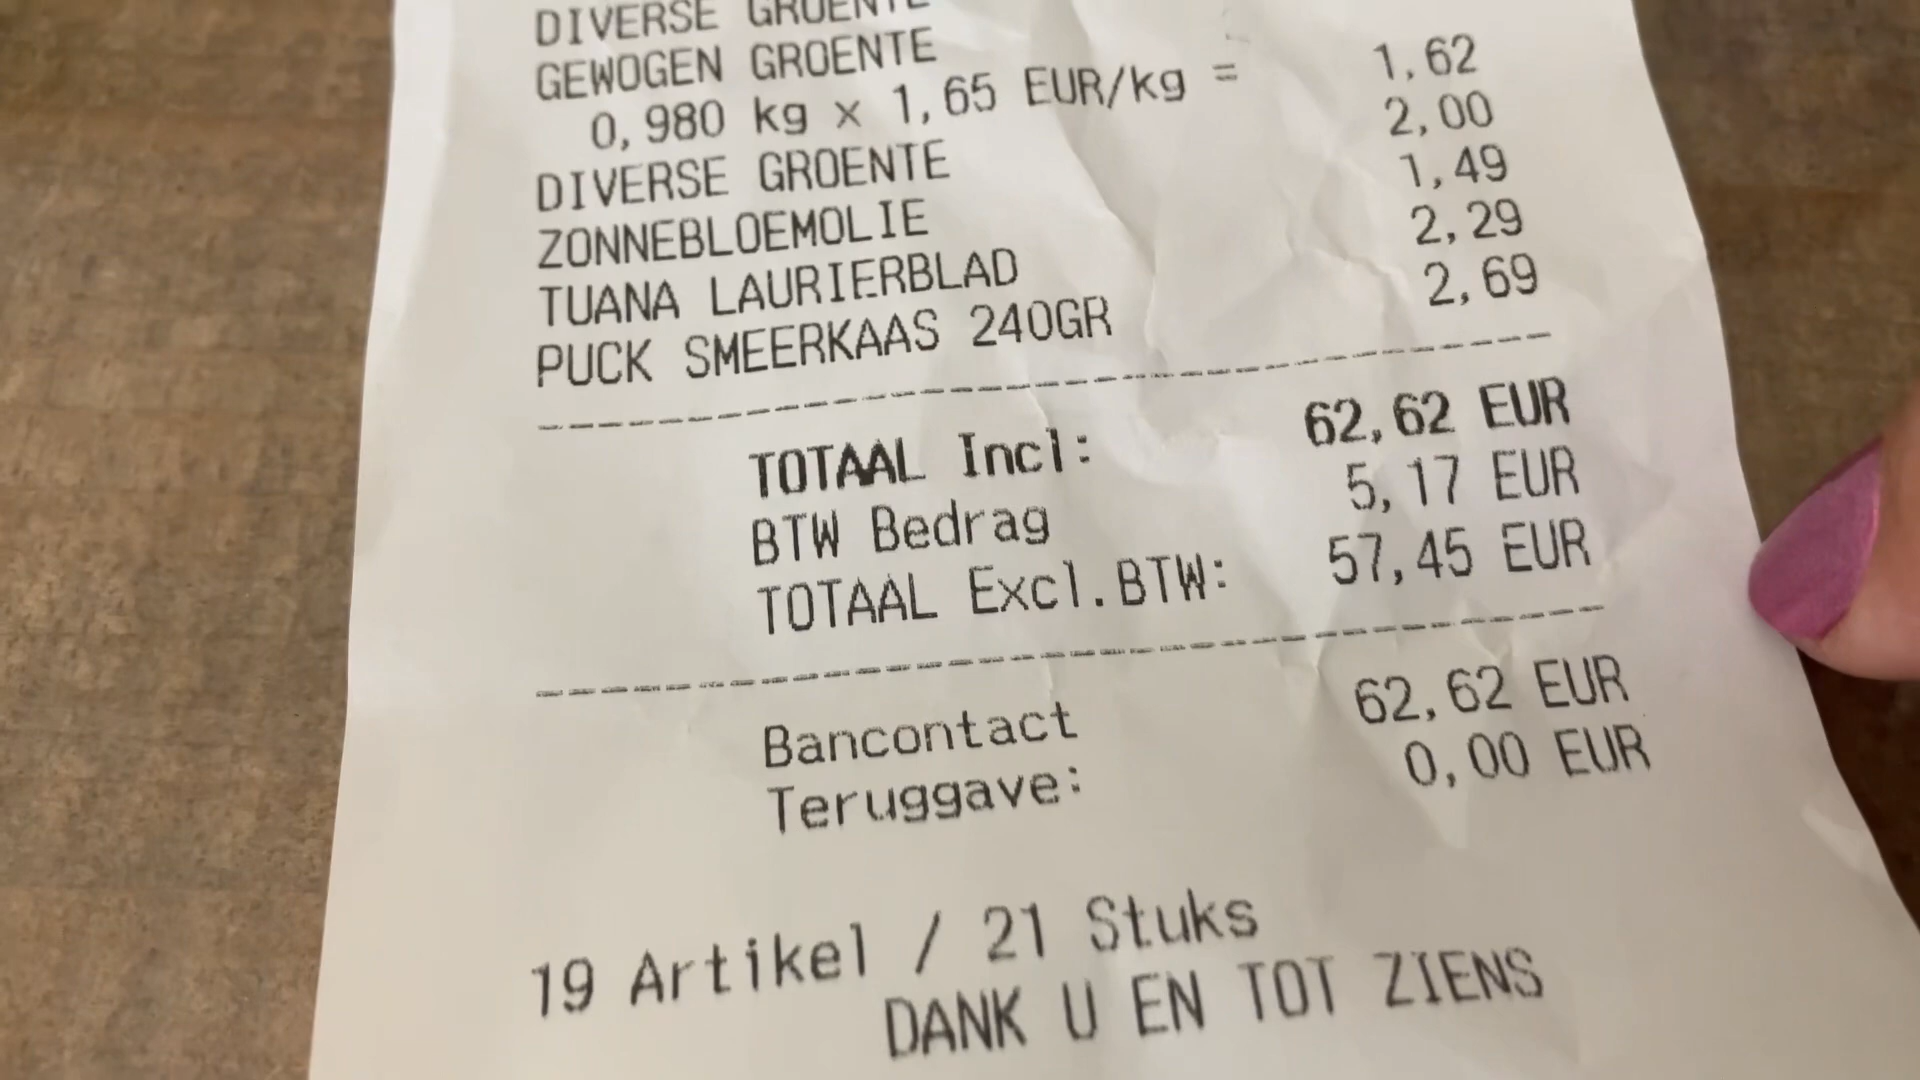 DIVERSE GROENTE
GEWOGEN GROENTE
0,980 kg x 1,65 EUR/kg = 1,62
DIVERSE GROENTE 2,00
ZONNEBLOEMOLIE 1,49
TUANA LAURIERBLAD 2,29
PUCK SMEERKAAS 240GR 2,69
TOTAAL Incl: 62,62 EUR
BTW Bedrag 5,17 EUR
TOTAAL Excl.BTW: 57,45 EUR
Bancontact 62,62 EUR
Teruggave: 0,00 EUR
19 Artikel / 21 Stuks
DANK U EN TOT ZIENS